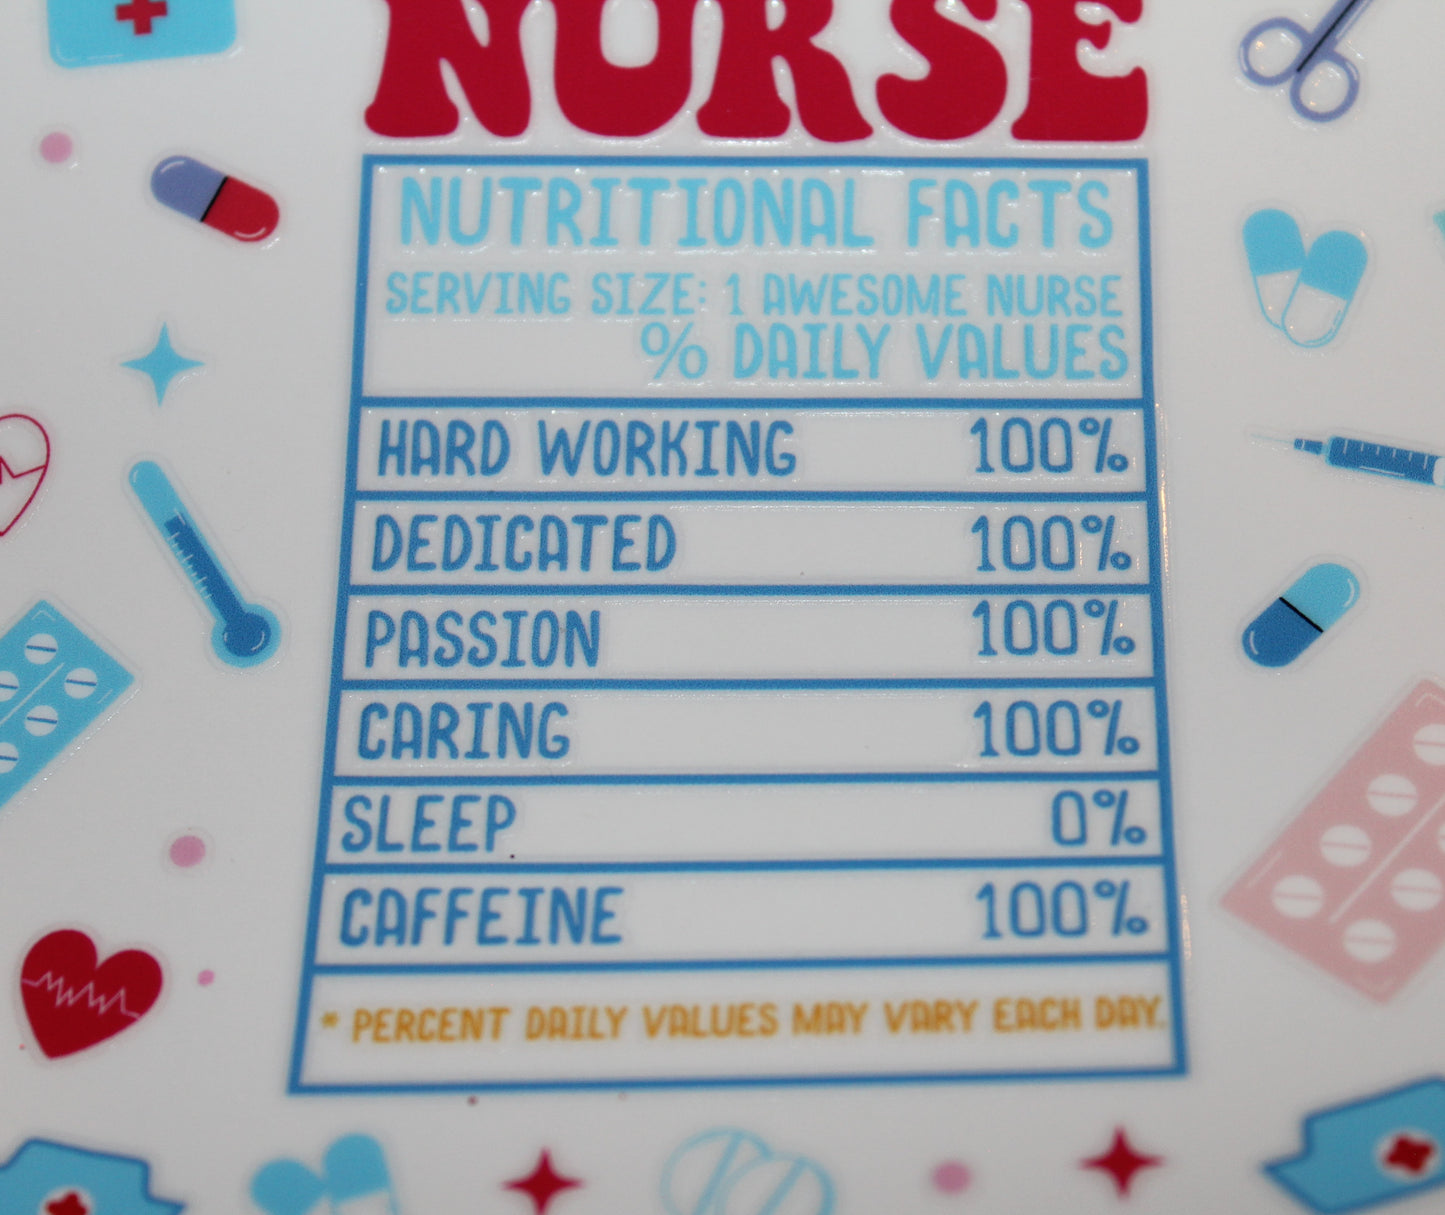 NURSE
NUTRITIONAL FACTS
SERVING SIZE: 1 AWESOME NURSE
% DAILY VALUES
HARD WORKING 100%
DEDICATED 100%
PASSION 100%
CARING 100%
SLEEP 0%
CAFFEINE 100%
* PERCENT DAILY VALUES MAY VARY EACH DAY.